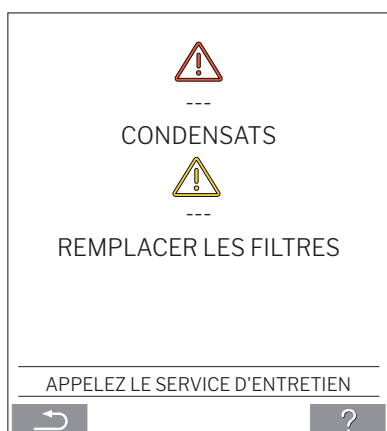 ---
CONDENSATS
---
REMPLACER LES FILTRES
APPELEZ LE SERVICE D'ENTRETIEN
?